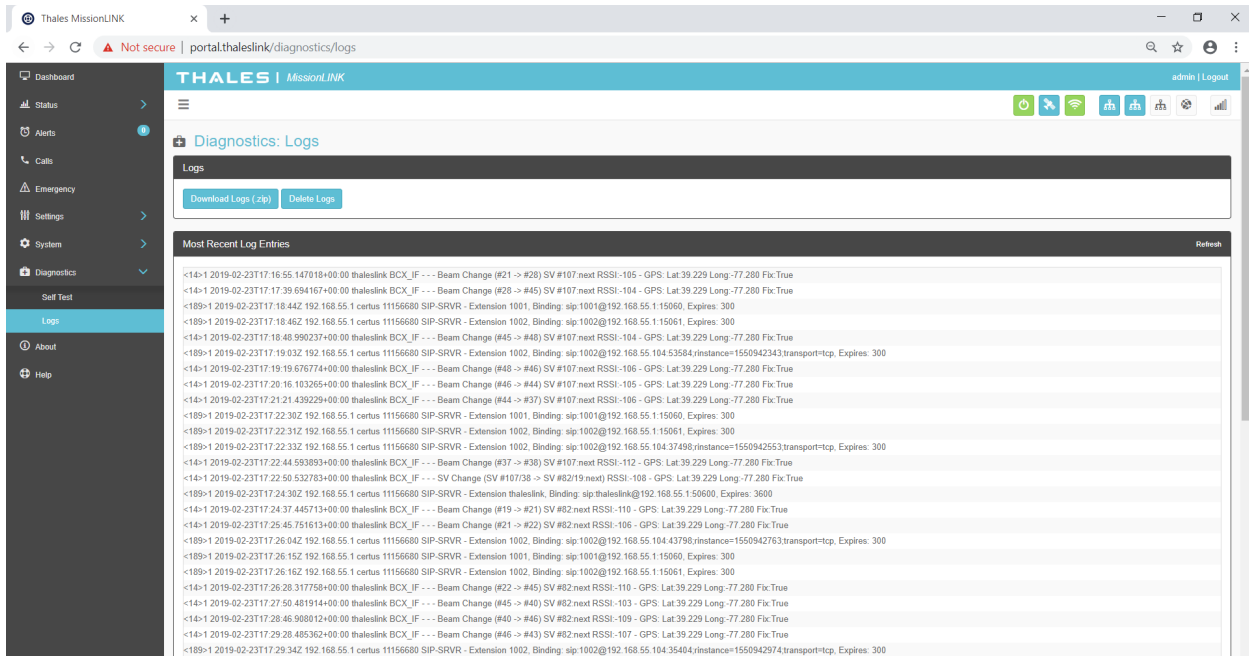 Thales MissionLINK
Not secure | portal.thaleslink/diagnostics/logs
Dashboard
Status
Alerts
0
Calls
Emergency
Settings
System
Diagnostics
Self Test
Logs
About
Help
THALES | MissionLINK
admin | Logout
Diagnostics: Logs
Logs
Download Logs (.zip)
Delete Logs
Most Recent Log Entries
Refresh
<14>1 2019-02-23T17:16:55.147018+00:00 thaleslink BCX_IF - - - Beam Change (#21 -> #28) SV #107:next RSSI:-105 - GPS: Lat:39.229 Long:-77.280 Fix:True
<14>1 2019-02-23T17:17:39.694167+00:00 thaleslink BCX_IF - - - Beam Change (#28 -> #45) SV #107:next RSSI:-104 - GPS: Lat:39.229 Long:-77.280 Fix:True
<189>1 2019-02-23T17:18:44Z 192.168.55.1 certus 11156680 SIP-SRVR - Extension 1001, Binding: sip:1001@192.168.55.1:15060, Expires: 300
<189>1 2019-02-23T17:18:46Z 192.168.55.1 certus 11156680 SIP-SRVR - Extension 1002, Binding: sip:1002@192.168.55.1:15061, Expires: 300
<14>1 2019-02-23T17:18:48.990237+00:00 thaleslink BCX_IF - - - Beam Change (#45 -> #48) SV #107:next RSSI:-104 - GPS: Lat:39.229 Long:-77.280 Fix:True
<189>1 2019-02-23T17:19:03Z 192.168.55.1 certus 11156680 SIP-SRVR - Extension 1002, Binding: sip:1002@192.168.55.104:53584;rinstance=1550942343;transport=tcp, Expires: 300
<14>1 2019-02-23T17:19:19.676774+00:00 thaleslink BCX_IF - - - Beam Change (#48 -> #46) SV #107:next RSSI:-106 - GPS: Lat:39.229 Long:-77.280 Fix:True
<14>1 2019-02-23T17:20:16.103265+00:00 thaleslink BCX_IF - - - Beam Change (#46 -> #44) SV #107:next RSSI:-105 - GPS: Lat:39.229 Long:-77.280 Fix:True
<14>1 2019-02-23T17:21:21.439229+00:00 thaleslink BCX_IF - - - Beam Change (#44 -> #37) SV #107:next RSSI:-106 - GPS: Lat:39.229 Long:-77.280 Fix:True
<189>1 2019-02-23T17:22:30Z 192.168.55.1 certus 11156680 SIP-SRVR - Extension 1001, Binding: sip:1001@192.168.55.1:15060, Expires: 300
<189>1 2019-02-23T17:22:31Z 192.168.55.1 certus 11156680 SIP-SRVR - Extension 1002, Binding: sip:1002@192.168.55.1:15061, Expires: 300
<189>1 2019-02-23T17:22:33Z 192.168.55.1 certus 11156680 SIP-SRVR - Extension 1002, Binding: sip:1002@192.168.55.104:37498;rinstance=1550942553;transport=tcp, Expires: 300
<14>1 2019-02-23T17:22:44.593893+00:00 thaleslink BCX_IF - - - Beam Change (#37 -> #38) SV #107:next RSSI:-112 - GPS: Lat:39.229 Long:-77.280 Fix:True
<14>1 2019-02-23T17:22:50.532783+00:00 thaleslink BCX_IF - - - SV Change (SV #107/38 -> SV #82/19:next) RSSI:-108 - GPS: Lat:39.229 Long:-77.280 Fix:True
<189>1 2019-02-23T17:24:30Z 192.168.55.1 certus 11156680 SIP-SRVR - Extension thaleslink, Binding: sip:thaleslink@192.168.55.1:50600, Expires: 3600
<14>1 2019-02-23T17:24:37.445713+00:00 thaleslink BCX_IF - - - Beam Change (#19 -> #21) SV #82:next RSSI:-110 - GPS: Lat:39.229 Long:-77.280 Fix:True
<14>1 2019-02-23T17:25:45.751613+00:00 thaleslink BCX_IF - - - Beam Change (#21 -> #22) SV #82:next RSSI:-106 - GPS: Lat:39.229 Long:-77.280 Fix:True
<189>1 2019-02-23T17:26:04Z 192.168.55.1 certus 11156680 SIP-SRVR - Extension 1002, Binding: sip:1002@192.168.55.104:43798;rinstance=1550942763;transport=tcp, Expires: 300
<189>1 2019-02-23T17:26:15Z 192.168.55.1 certus 11156680 SIP-SRVR - Extension 1001, Binding: sip:1001@192.168.55.1:15060, Expires: 300
<189>1 2019-02-23T17:26:16Z 192.168.55.1 certus 11156680 SIP-SRVR - Extension 1002, Binding: sip:1002@192.168.55.1:15061, Expires: 300
<14>1 2019-02-23T17:26:28.317758+00:00 thaleslink BCX_IF - - - Beam Change (#22 -> #45) SV #82:next RSSI:-110 - GPS: Lat:39.229 Long:-77.280 Fix:True
<14>1 2019-02-23T17:27:50.481914+00:00 thaleslink BCX_IF - - - Beam Change (#45 -> #40) SV #82:next RSSI:-103 - GPS: Lat:39.229 Long:-77.280 Fix:True
<14>1 2019-02-23T17:28:46.908012+00:00 thaleslink BCX_IF - - - Beam Change (#40 -> #46) SV #82:next RSSI:-109 - GPS: Lat:39.229 Long:-77.280 Fix:True
<14>1 2019-02-23T17:29:28.485362+00:00 thaleslink BCX_IF - - - Beam Change (#46 -> #43) SV #82:next RSSI:-107 - GPS: Lat:39.229 Long:-77.280 Fix:True
<189>1 2019-02-23T17:29:34Z 192.168.55.1 certus 11156680 SIP-SRVR - Extension 1002, Binding: sip:1002@192.168.55.104:35404;rinstance=1550942974;transport=tcp, Expires: 300